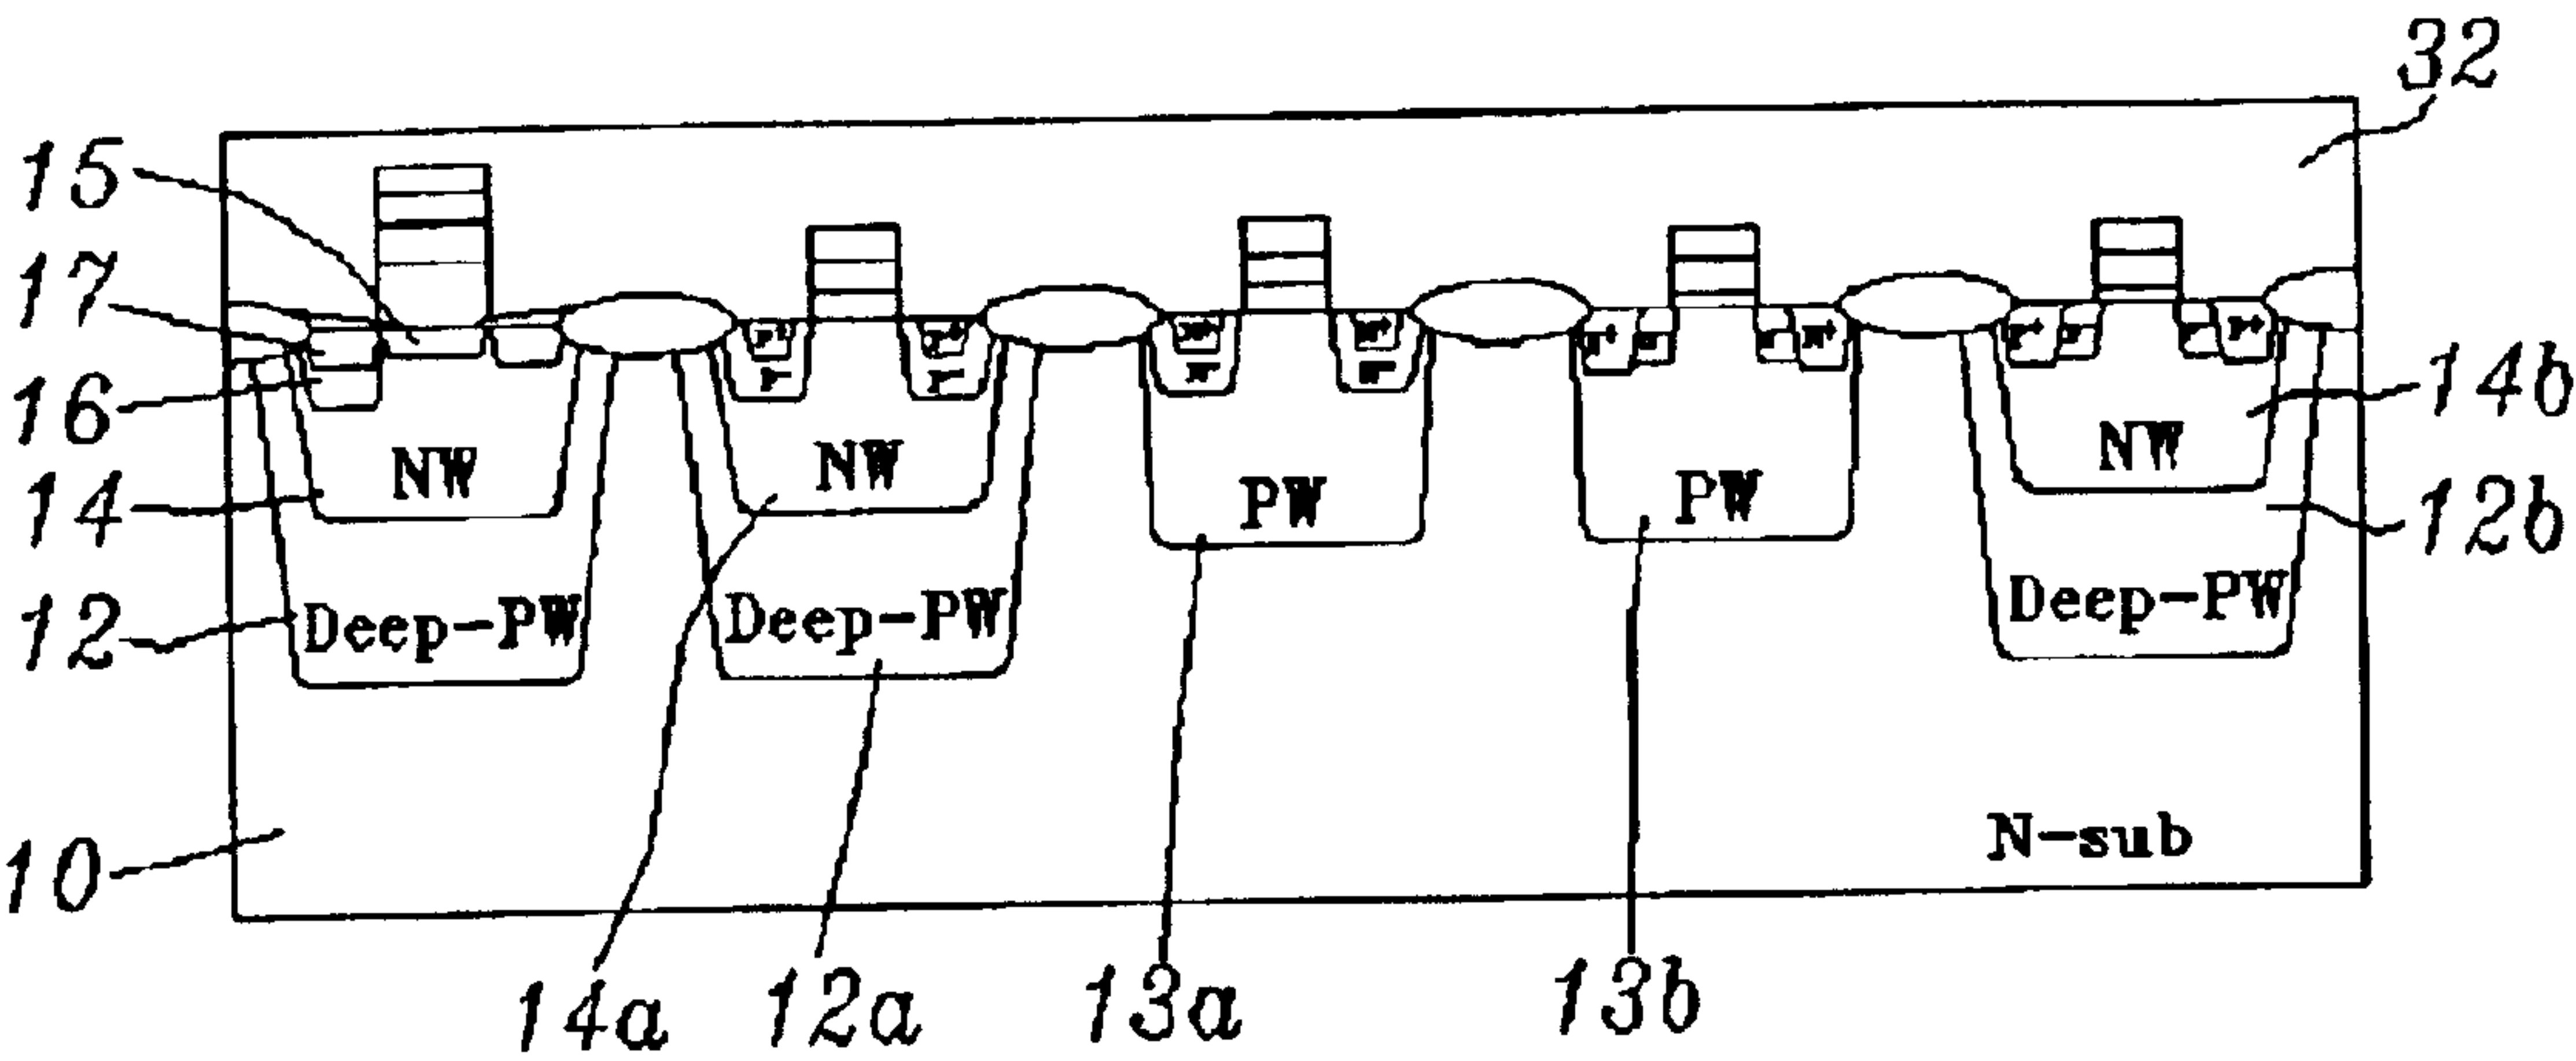 32
15
17
16
14
12
10
P+
P-
P+
P-
N+
N-
N+
N-
N+
P+
P+
NW
NW
PW
PW
NW
14b
12b
Deep-PW
Deep-PW
Deep-PW
N-sub
14a
12a
13a
13b